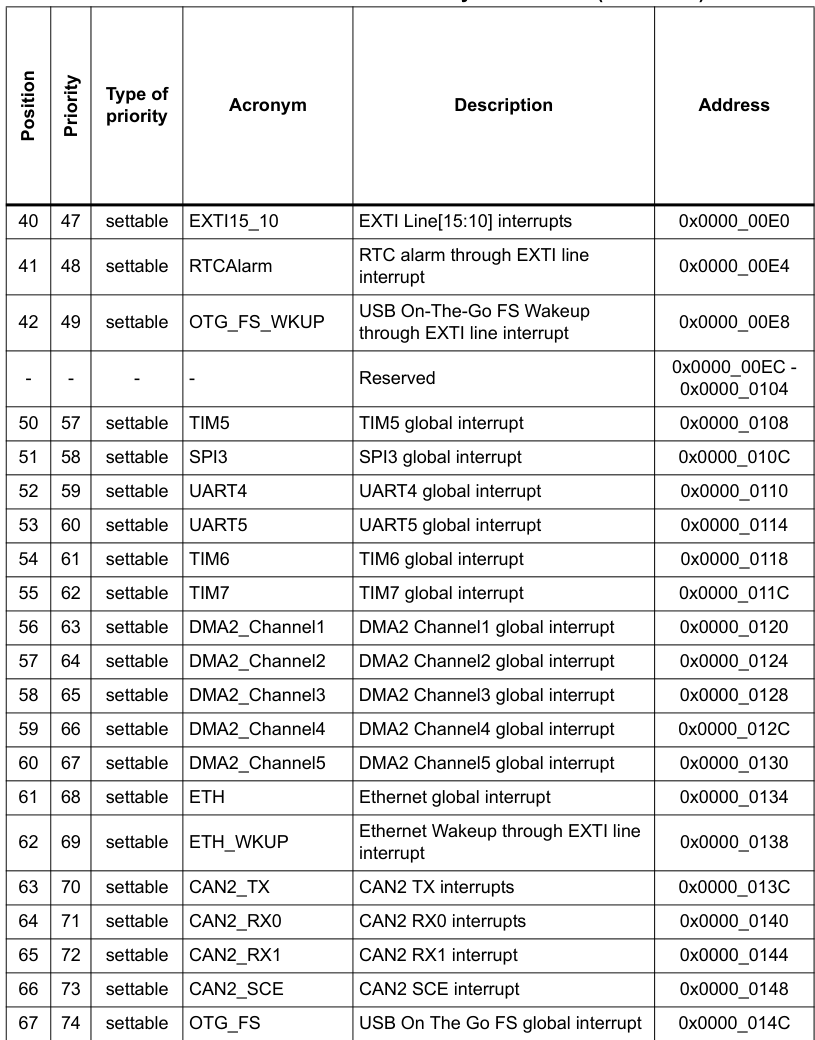 Position Priority Type of priority Acronym Description Address
40 47 settable EXTI15_10 EXTI Line[15:10] interrupts 0x0000_00E0
41 48 settable RTCAlarm RTC alarm through EXTI line interrupt 0x0000_00E4
42 49 settable OTG_FS_WKUP USB On-The-Go FS Wakeup through EXTI line interrupt 0x0000_00E8
- - - - Reserved 0x0000_00EC - 0x0000_0104
50 57 settable TIM5 TIM5 global interrupt 0x0000_0108
51 58 settable SPI3 SPI3 global interrupt 0x0000_010C
52 59 settable UART4 UART4 global interrupt 0x0000_0110
53 60 settable UART5 UART5 global interrupt 0x0000_0114
54 61 settable TIM6 TIM6 global interrupt 0x0000_0118
55 62 settable TIM7 TIM7 global interrupt 0x0000_011C
56 63 settable DMA2_Channel1 DMA2 Channel1 global interrupt 0x0000_0120
57 64 settable DMA2_Channel2 DMA2 Channel2 global interrupt 0x0000_0124
58 65 settable DMA2_Channel3 DMA2 Channel3 global interrupt 0x0000_0128
59 66 settable DMA2_Channel4 DMA2 Channel4 global interrupt 0x0000_012C
60 67 settable DMA2_Channel5 DMA2 Channel5 global interrupt 0x0000_0130
61 68 settable ETH Ethernet global interrupt 0x0000_0134
62 69 settable ETH_WKUP Ethernet Wakeup through EXTI line interrupt 0x0000_0138
63 70 settable CAN2_TX CAN2 TX interrupts 0x0000_013C
64 71 settable CAN2_RX0 CAN2 RX0 interrupts 0x0000_0140
65 72 settable CAN2_RX1 CAN2 RX1 interrupt 0x0000_0144
66 73 settable CAN2_SCE CAN2 SCE interrupt 0x0000_0148
67 74 settable OTG_FS USB On The Go FS global interrupt 0x0000_014C